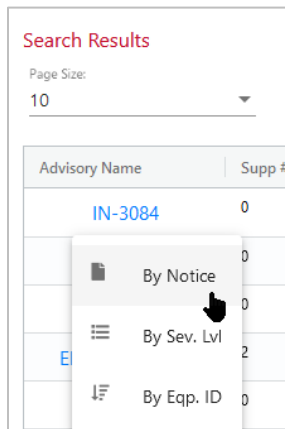 Search Results
Page Size:
10
Advisory Name Supp #
IN-3084 0
0
By Notice
0
By Sev. Lvl 2
By Eqp. ID 0